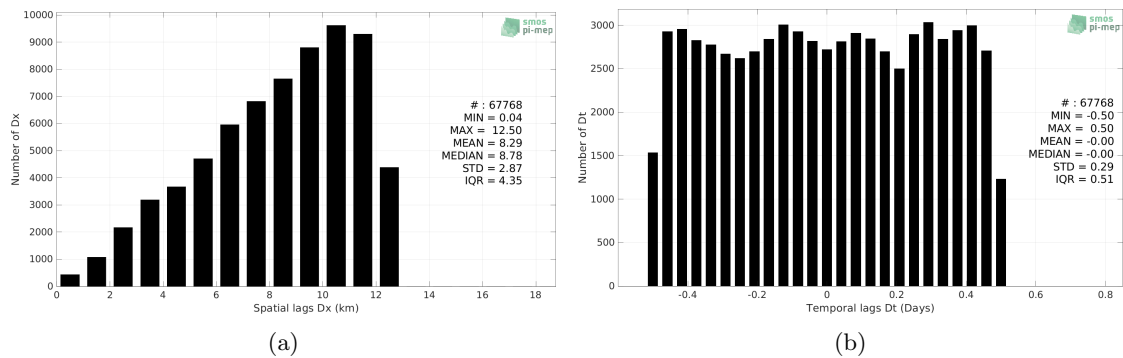 10000
9000
8000
7000
6000
5000
4000
3000
2000
1000
0
Number of Dx
0 2 4 6 8 10 12 14 16 18
Spatial lags Dx (km)
smos
pi-mep
# : 67768
MIN = 0.04
MAX = 12.50
MEAN = 8.29
MEDIAN = 8.78
STD = 2.87
IQR = 4.35
(a)
3000
2500
2000
1500
1000
500
0
Number of Dt
-0.4 -0.2 0 0.2 0.4 0.6 0.8
Temporal lags Dt (Days)
smos
pi-mep
# : 67768
MIN = -0.50
MAX = 0.50
MEAN = -0.00
MEDIAN = -0.00
STD = 0.29
IQR = 0.51
(b)